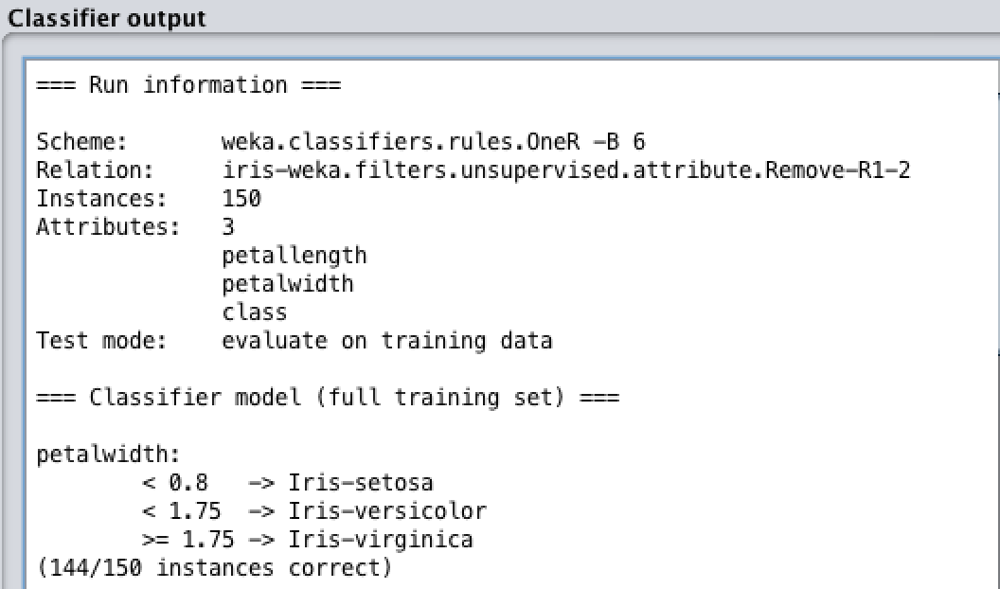 Classifier output
=== Run information ===
Scheme: weka.classifiers.rules.OneR -B 6
Relation: iris-weka.filters.unsupervised.attribute.Remove-R1-2
Instances: 150
Attributes: 3
petallength
petalwidth
class
Test mode: evaluate on training data
=== Classifier model (full training set) ===
petalwidth:
< 0.8 -> Iris-setosa
< 1.75 -> Iris-versicolor
>= 1.75 -> Iris-virginica
(144/150 instances correct)